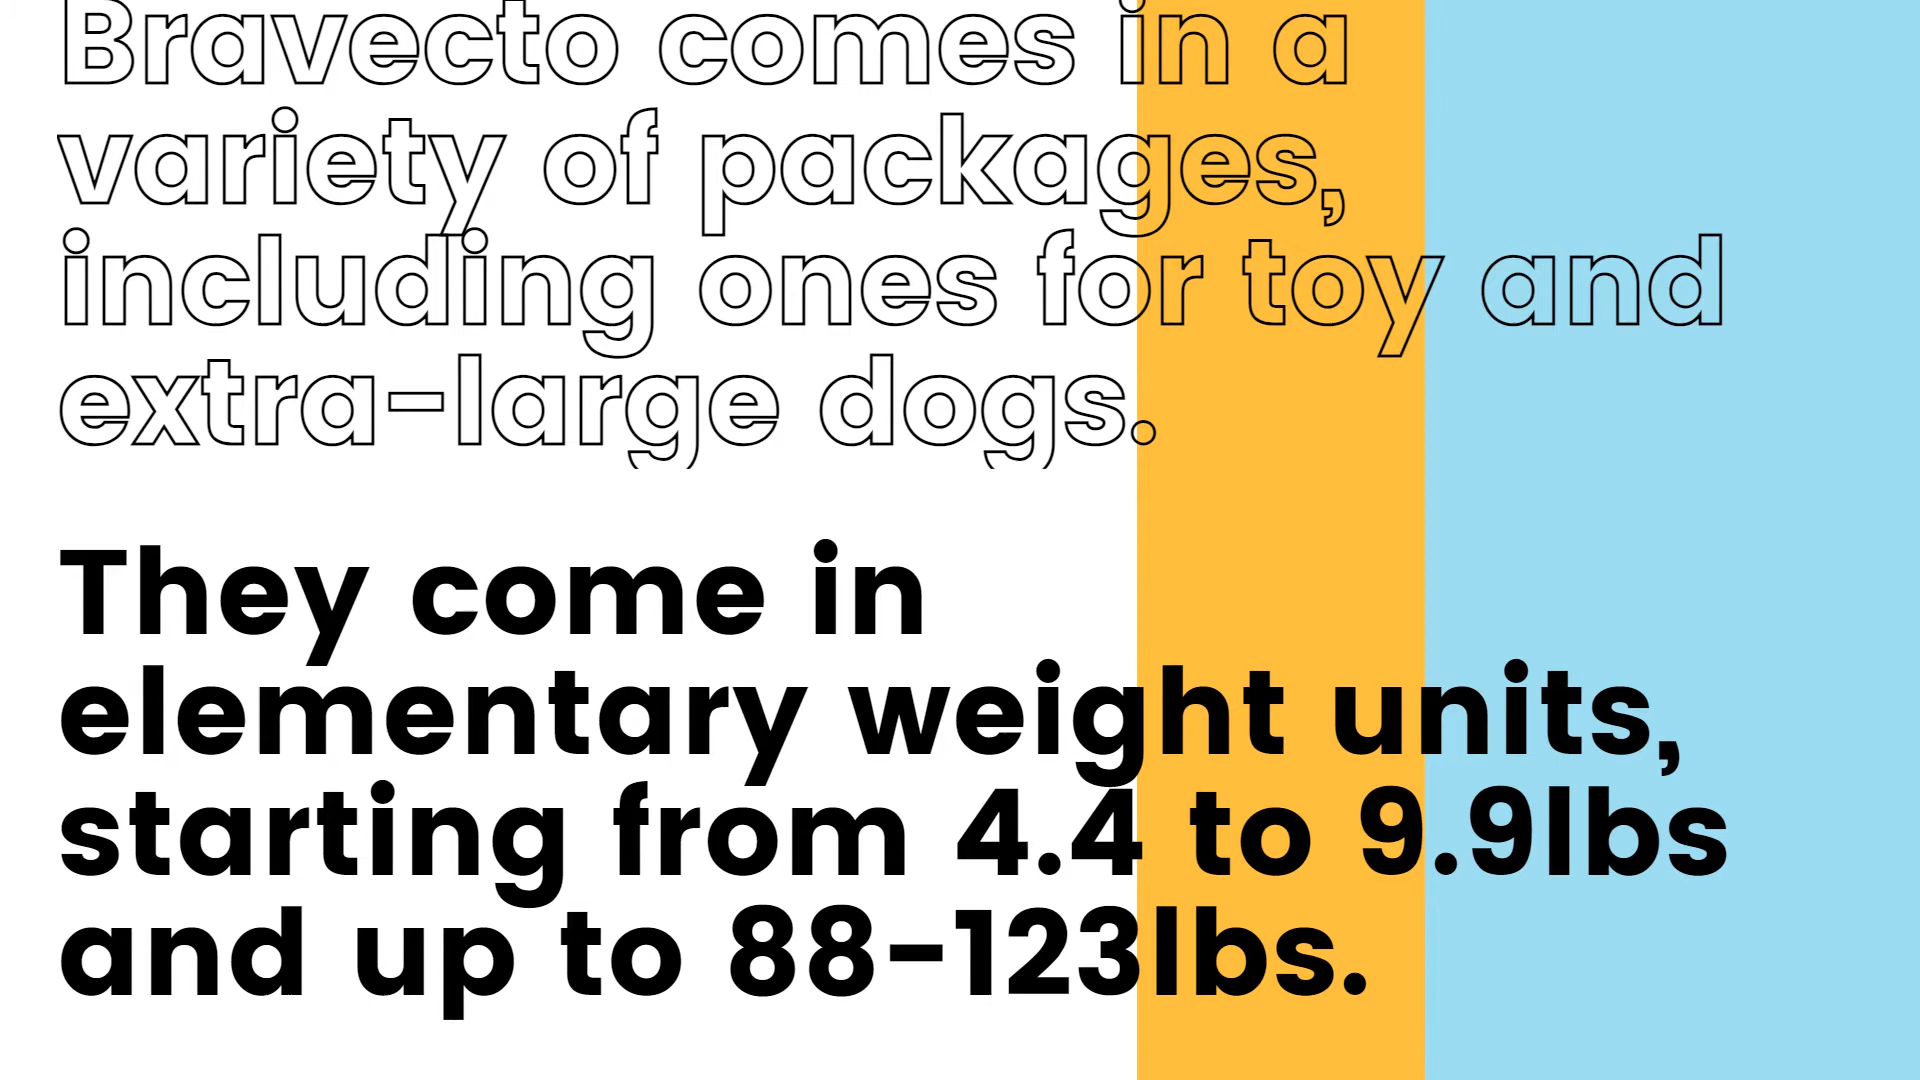 Bravecto comes in a
variety of packages,
including ones for toy and
extra-large dogs.
They come in
elementary weight units,
starting from 4.4 to 9.9lbs
and up to 88-123lbs.